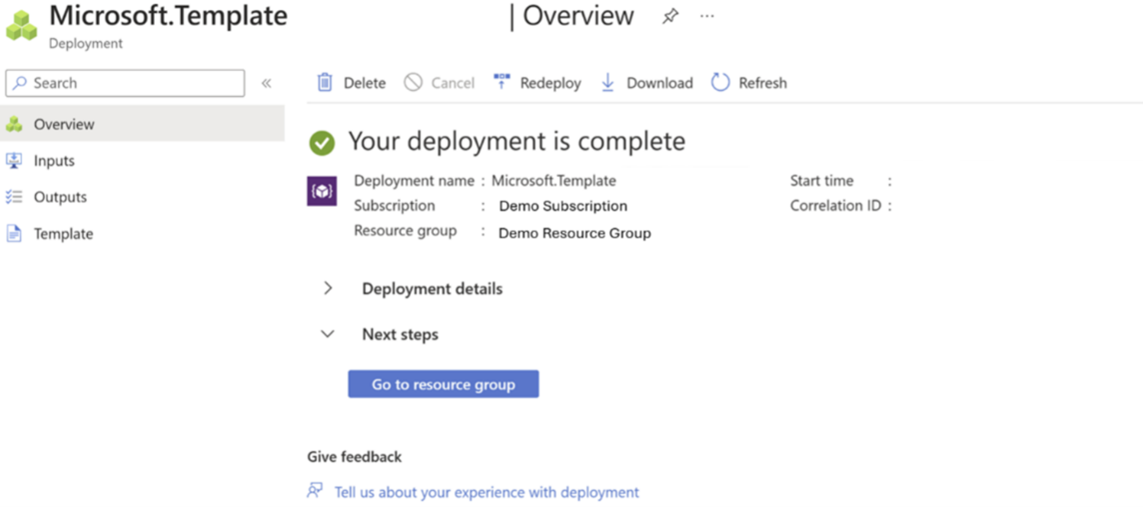 Microsoft.Template | Overview ...
Deployment
Search «
Delete Cancel Redeploy Download Refresh
Overview
Inputs
Outputs
Template
Your deployment is complete
Deployment name : Microsoft.Template Start time :
Subscription : Demo Subscription Correlation ID :
Resource group : Demo Resource Group
Deployment details
Next steps
Go to resource group
Give feedback
Tell us about your experience with deployment